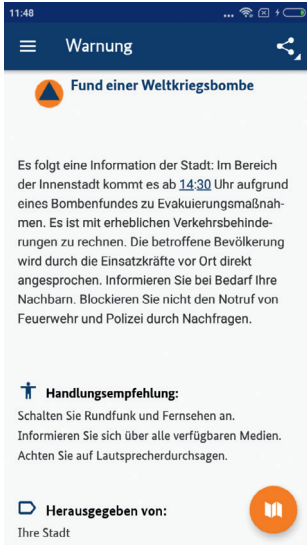 11:48
Warnung
Fund einer Weltkriegsbombe
Es folgt eine Information der Stadt: Im Bereich
der Innenstadt kommt es ab 14:30 Uhr aufgrund
eines Bombenfundes zu Evakuierungsmaßnah-
men. Es ist mit erheblichen Verkehrsbehinde-
rungen zu rechnen. Die betroffene Bevölkerung
wird durch die Einsatzkräfte vor Ort direkt
angesprochen. Informieren Sie bei Bedarf Ihre
Nachbarn. Blockieren Sie nicht den Notruf von
Feuerwehr und Polizei durch Nachfragen.
Handlungsempfehlung:
Schalten Sie Rundfunk und Fernsehen an.
Informieren Sie sich über alle verfügbaren Medien.
Achten Sie auf Lautsprecherdurchsagen.
Herausgegeben von:
Ihre Stadt